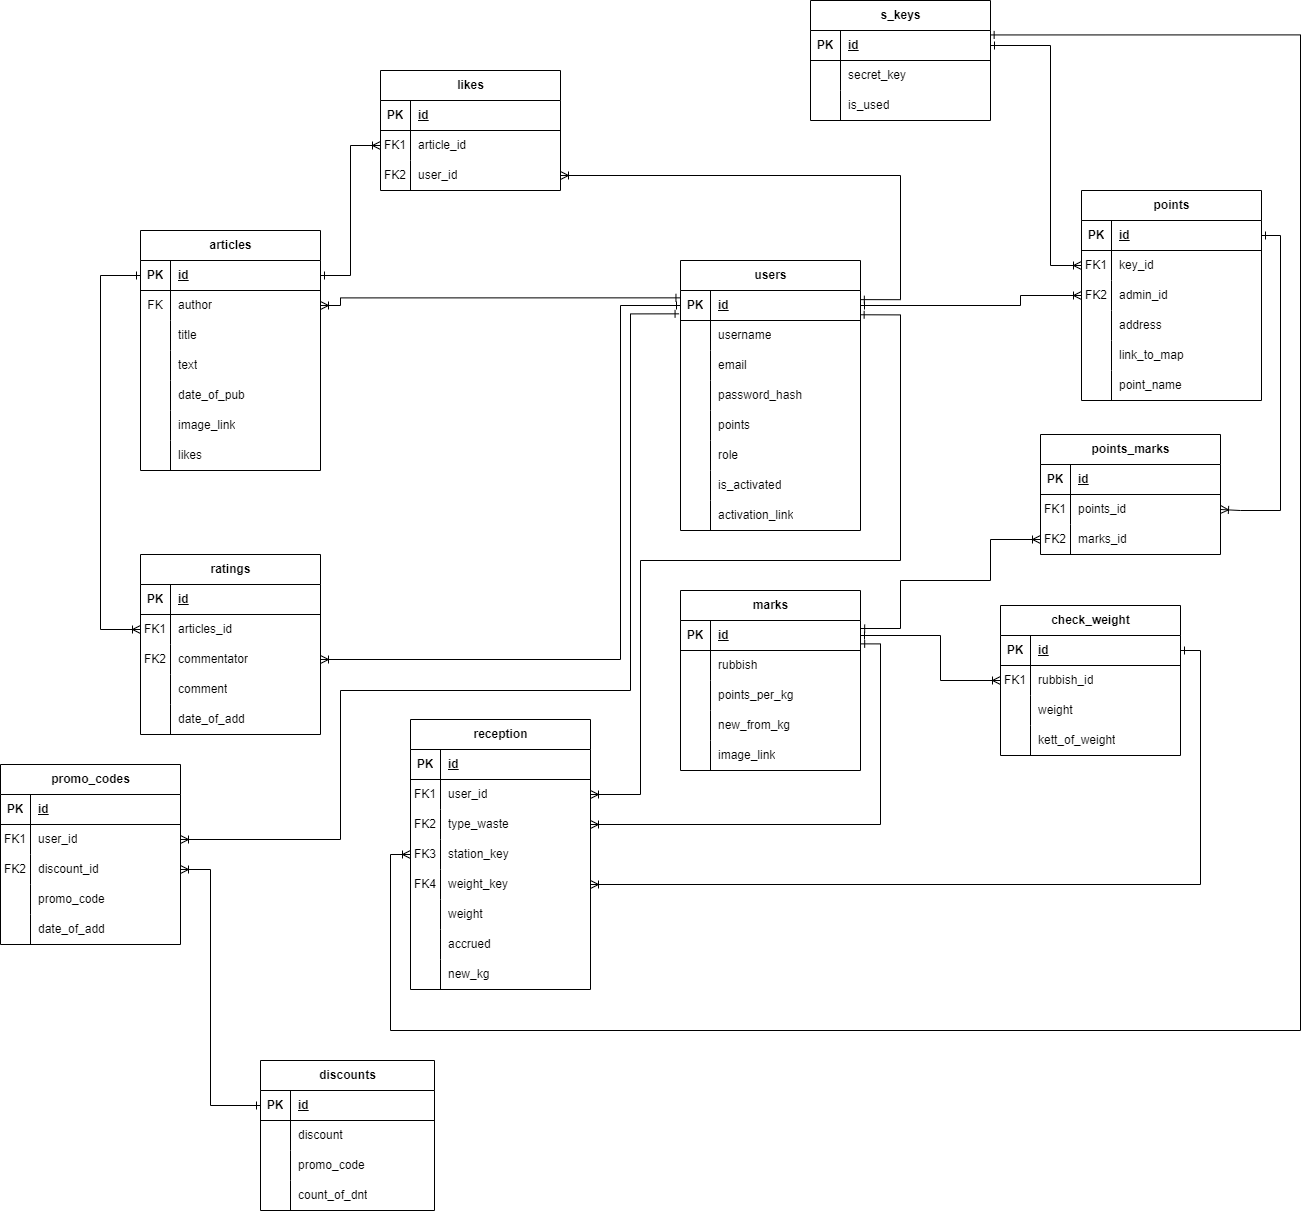 s_keys
PK id
secret_key
is_used
likes
PK id
FK1 article_id
FK2 user_id
points
PK id
FK1 key_id
FK2 admin_id
address
link_to_map
point_name
articles
PK id
FK author
title
text
date_of_pub
image_link
likes
users
PK id
username
email
password_hash
points
role
is_activated
activation_link
points_marks
PK id
FK1 points_id
FK2 marks_id
ratings
PK id
FK1 articles_id
FK2 commentator
comment
date_of_add
marks
PK id
rubbish
points_per_kg
new_from_kg
image_link
check_weight
PK id
FK1 rubbish_id
weight
kett_of_weight
reception
PK id
FK1 user_id
FK2 type_waste
FK3 station_key
FK4 weight_key
weight
accrued
new_kg
promo_codes
PK id
FK1 user_id
FK2 discount_id
promo_code
date_of_add
discounts
PK id
discount
promo_code
count_of_dnt